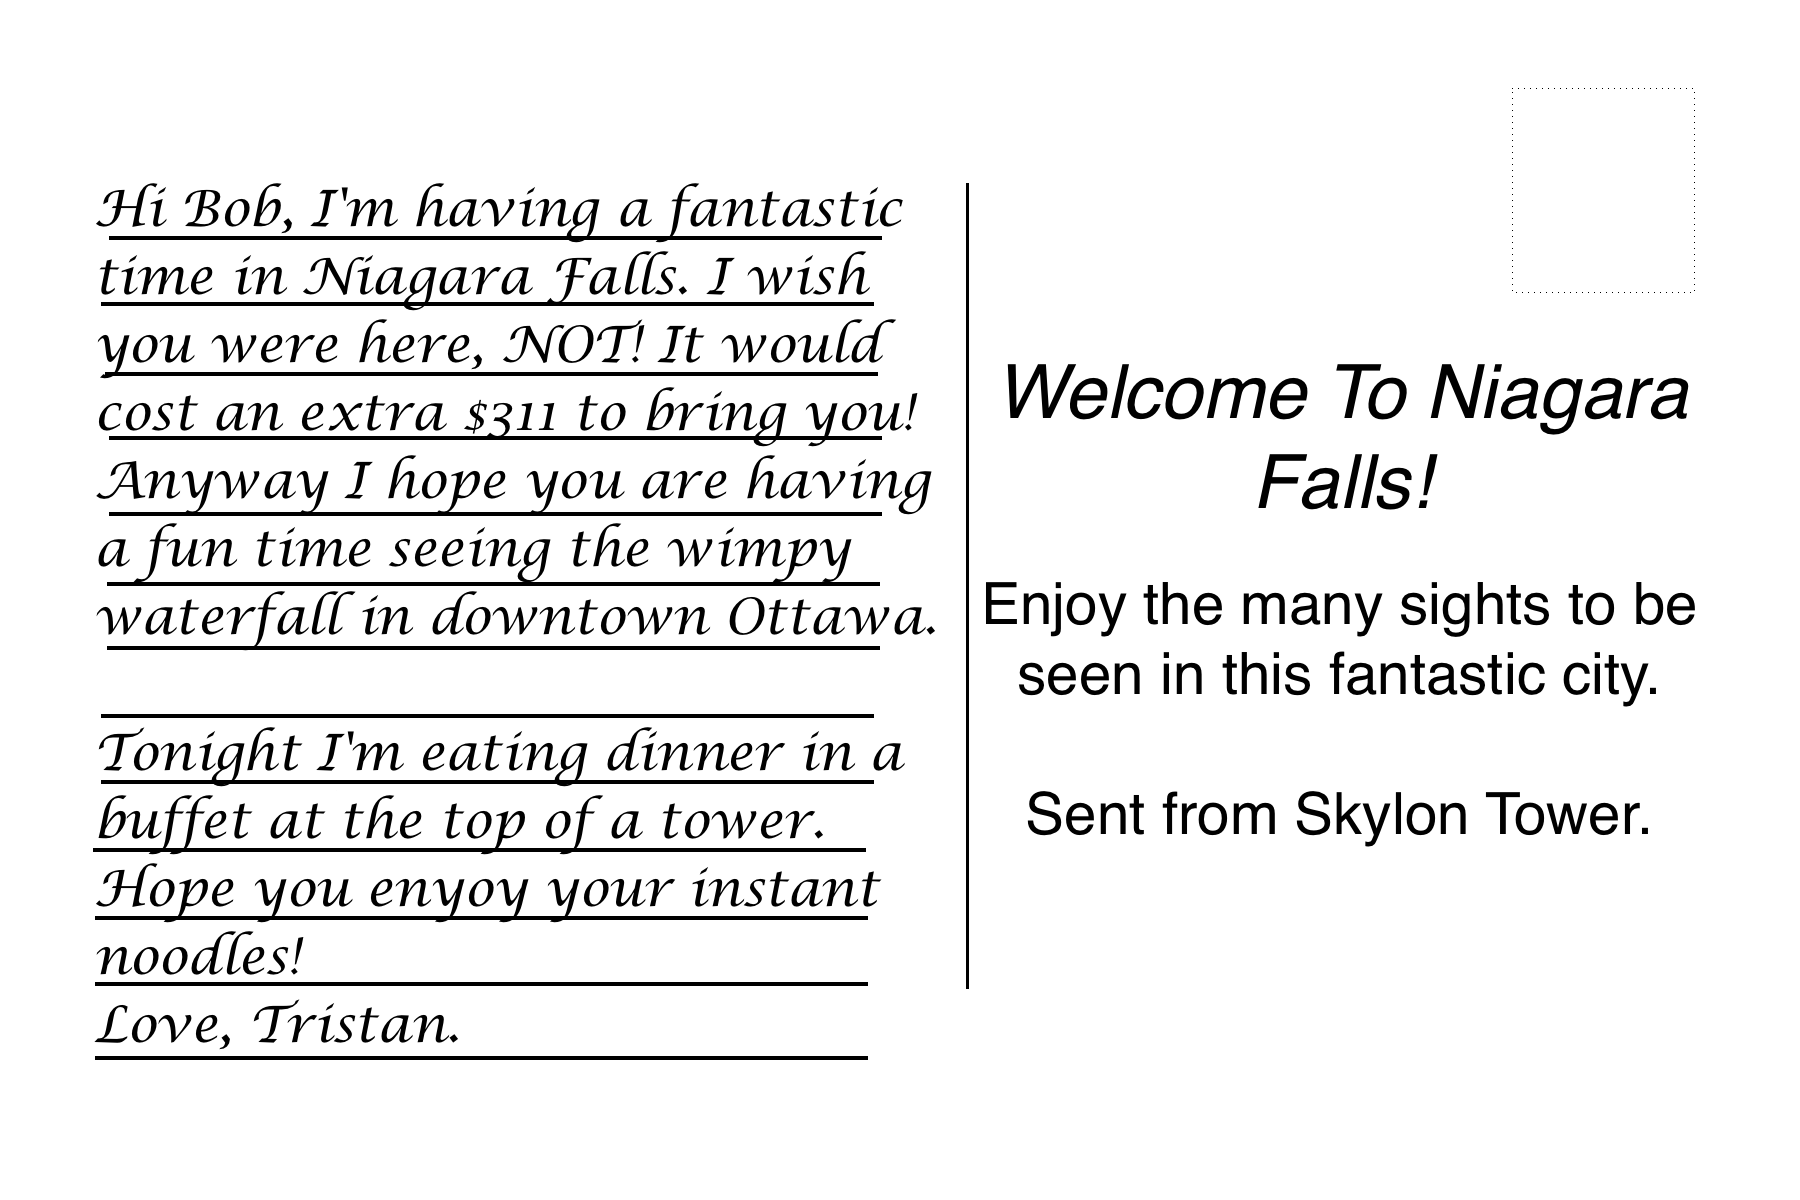 Hi Bob, I'm having a fantastic
time in Niagara Falls. I wish
you were here, NOT! It would
cost an extra $311 to bring you!
Anyway I hope you are having
a fun time seeing the wimpy
waterfall in downtown Ottawa.
Tonight I'm eating dinner in a
buffet at the top of a tower.
Hope you enyoy your instant
noodles!
Love, Tristan.
Welcome To Niagara
Falls!
Enjoy the many sights to be
seen in this fantastic city.
Sent from Skylon Tower.